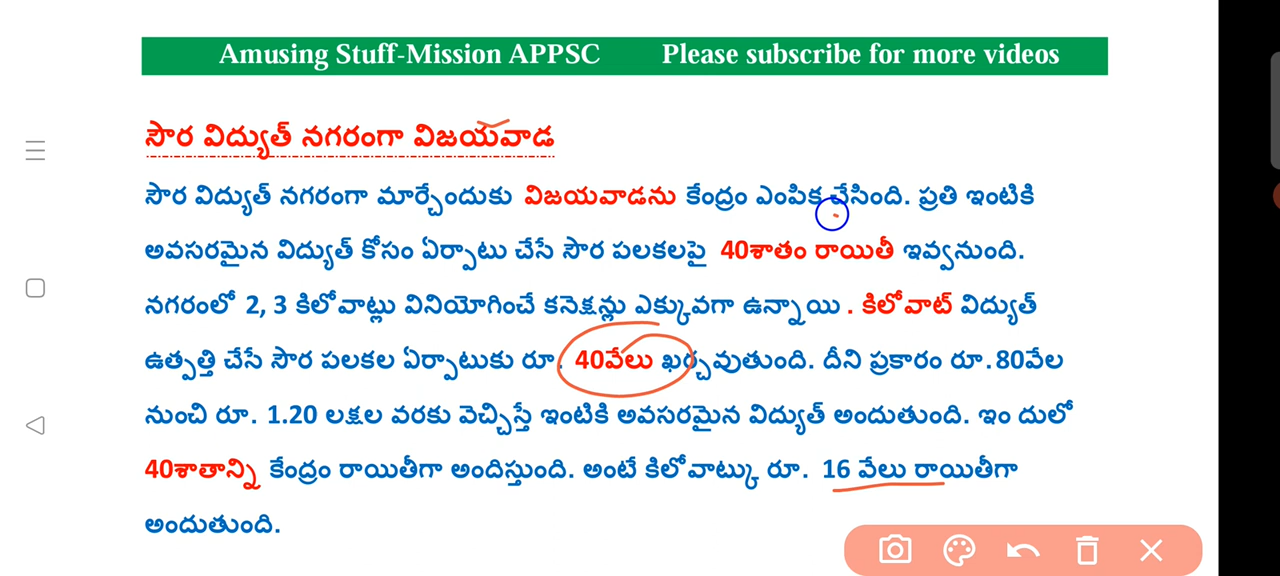 Amusing Stuff-Mission APPSC Please subscribe for more videos
సౌర విద్యుత్ నగరంగా విజయవాడ
సౌర విద్యుత్ నగరంగా మార్చేందుకు విజయవాడను కేంద్రం ఎంపిక చేసింది. ప్రతి ఇంటికి
అవసరమైన విద్యుత్ కోసం ఏర్పాటు చేసే సౌర పలకలపై 40శాతం రాయితీ ఇవ్వనుంది.
నగరంలో 2, 3 కిలోవాట్లు వినియోగించే కనెక్షన్లు ఎక్కువగా ఉన్నాయి . కిలోవాట్ విద్యుత్
ఉత్పత్తి చేసే సౌర పలకల ఏర్పాటుకు రూ. 40వేలు ఖర్చవుతుంది. దీని ప్రకారం రూ.80వేల
నుంచి రూ. 1.20 లక్షల వరకు వెచ్చిస్తే ఇంటికి అవసరమైన విద్యుత్ అందుతుంది. ఇం దులో
40శాతాన్ని కేంద్రం రాయితీగా అందిస్తుంది. అంటే కిలోవాట్కు రూ. 16 వేలు రాయితీగా
అందుతుంది.